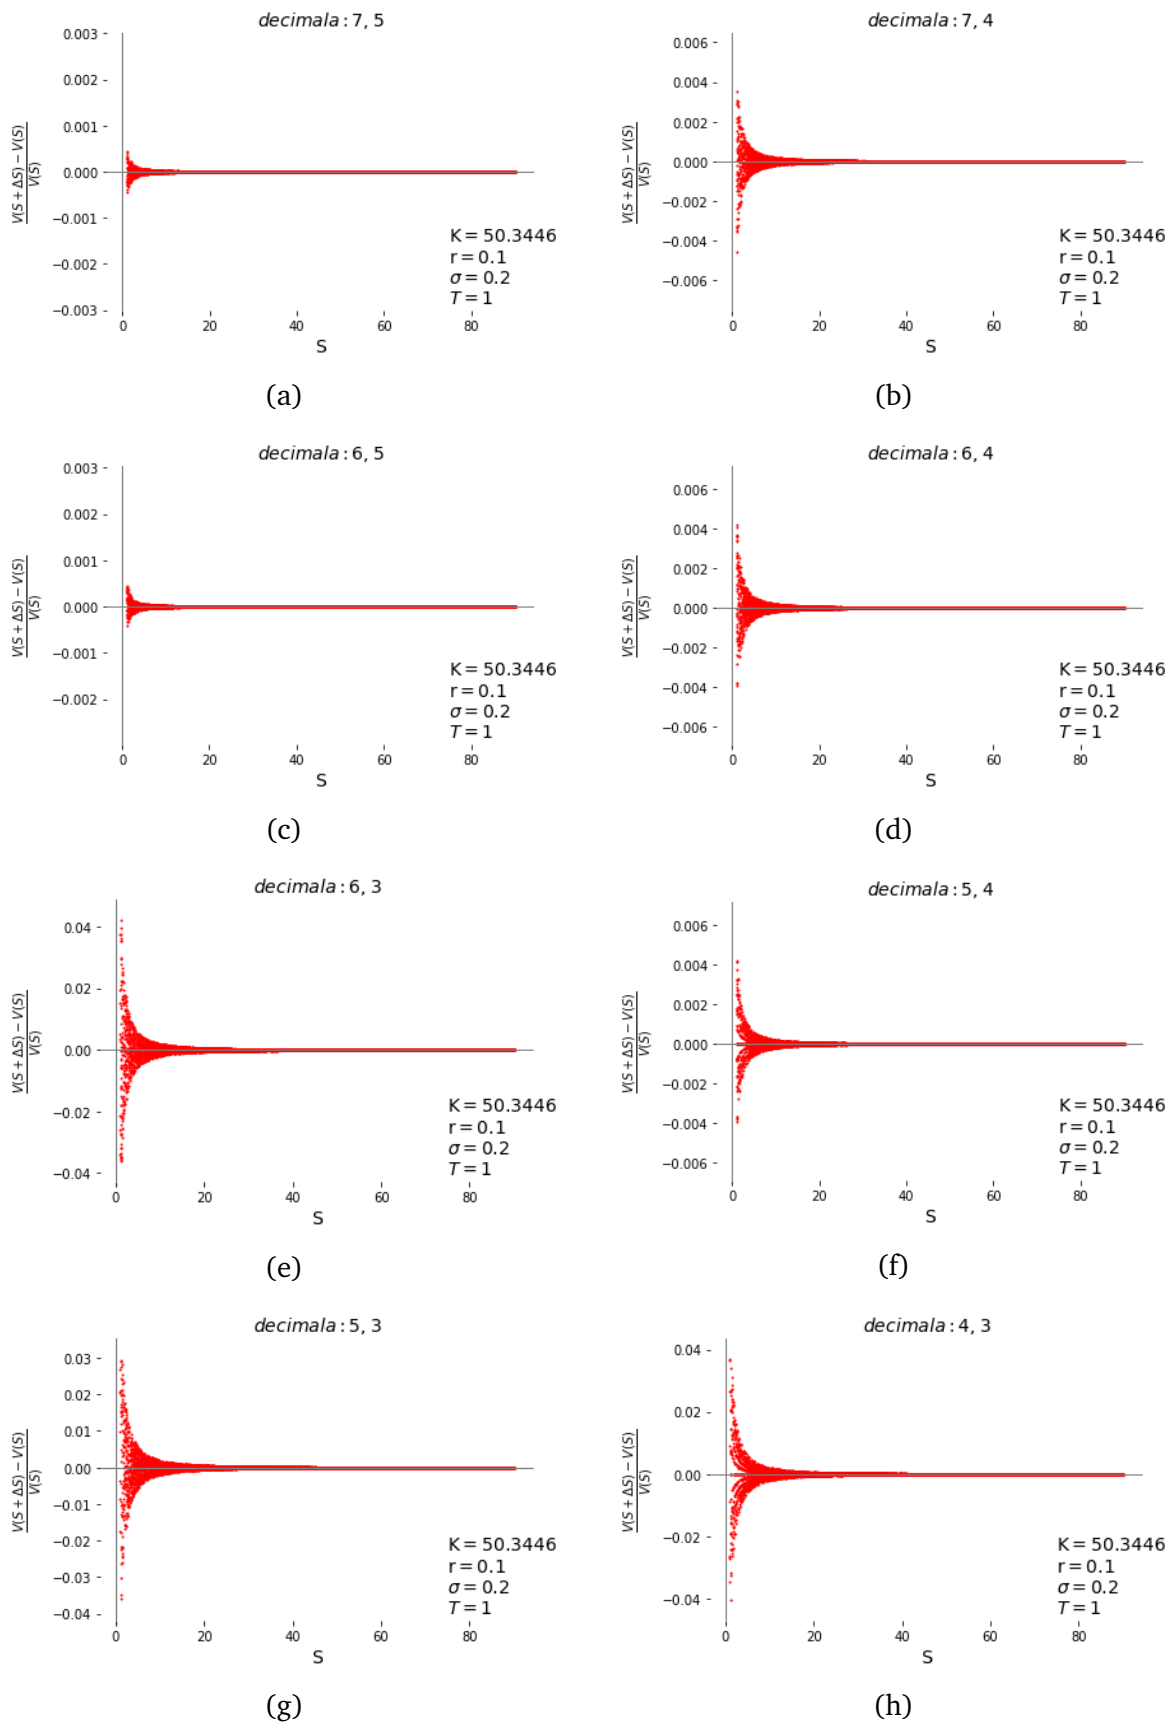 decimala: 7, 5
0.003
0.002
0.001
0.000
−0.001
−0.002
−0.003
V(S + ΔS) − V(S)
V(S)
K = 50.3446
r = 0.1
σ = 0.2
T = 1
0 20 40 60 80
S
(a)
decimala: 7, 4
0.006
0.004
0.002
0.000
−0.002
−0.004
−0.006
V(S + ΔS) − V(S)
V(S)
K = 50.3446
r = 0.1
σ = 0.2
T = 1
0 20 40 60 80
S
(b)
decimala: 6, 5
0.003
0.002
0.001
0.000
−0.001
−0.002
V(S + ΔS) − V(S)
V(S)
K = 50.3446
r = 0.1
σ = 0.2
T = 1
0 20 40 60 80
S
(c)
decimala: 6, 4
0.006
0.004
0.002
0.000
−0.002
−0.004
−0.006
V(S + ΔS) − V(S)
V(S)
K = 50.3446
r = 0.1
σ = 0.2
T = 1
0 20 40 60 80
S
(d)
decimala: 6, 3
0.04
0.02
0.00
−0.02
−0.04
V(S + ΔS) − V(S)
V(S)
K = 50.3446
r = 0.1
σ = 0.2
T = 1
0 20 40 60 80
S
(e)
decimala: 5, 4
0.006
0.004
0.002
0.000
−0.002
−0.004
−0.006
V(S + ΔS) − V(S)
V(S)
K = 50.3446
r = 0.1
σ = 0.2
T = 1
0 20 40 60 80
S
(f)
decimala: 5, 3
0.03
0.02
0.01
0.00
−0.01
−0.02
−0.03
−0.04
V(S + ΔS) − V(S)
V(S)
K = 50.3446
r = 0.1
σ = 0.2
T = 1
0 20 40 60 80
S
(g)
decimala: 4, 3
0.04
0.02
0.00
−0.02
−0.04
V(S + ΔS) − V(S)
V(S)
K = 50.3446
r = 0.1
σ = 0.2
T = 1
0 20 40 60 80
S
(h)